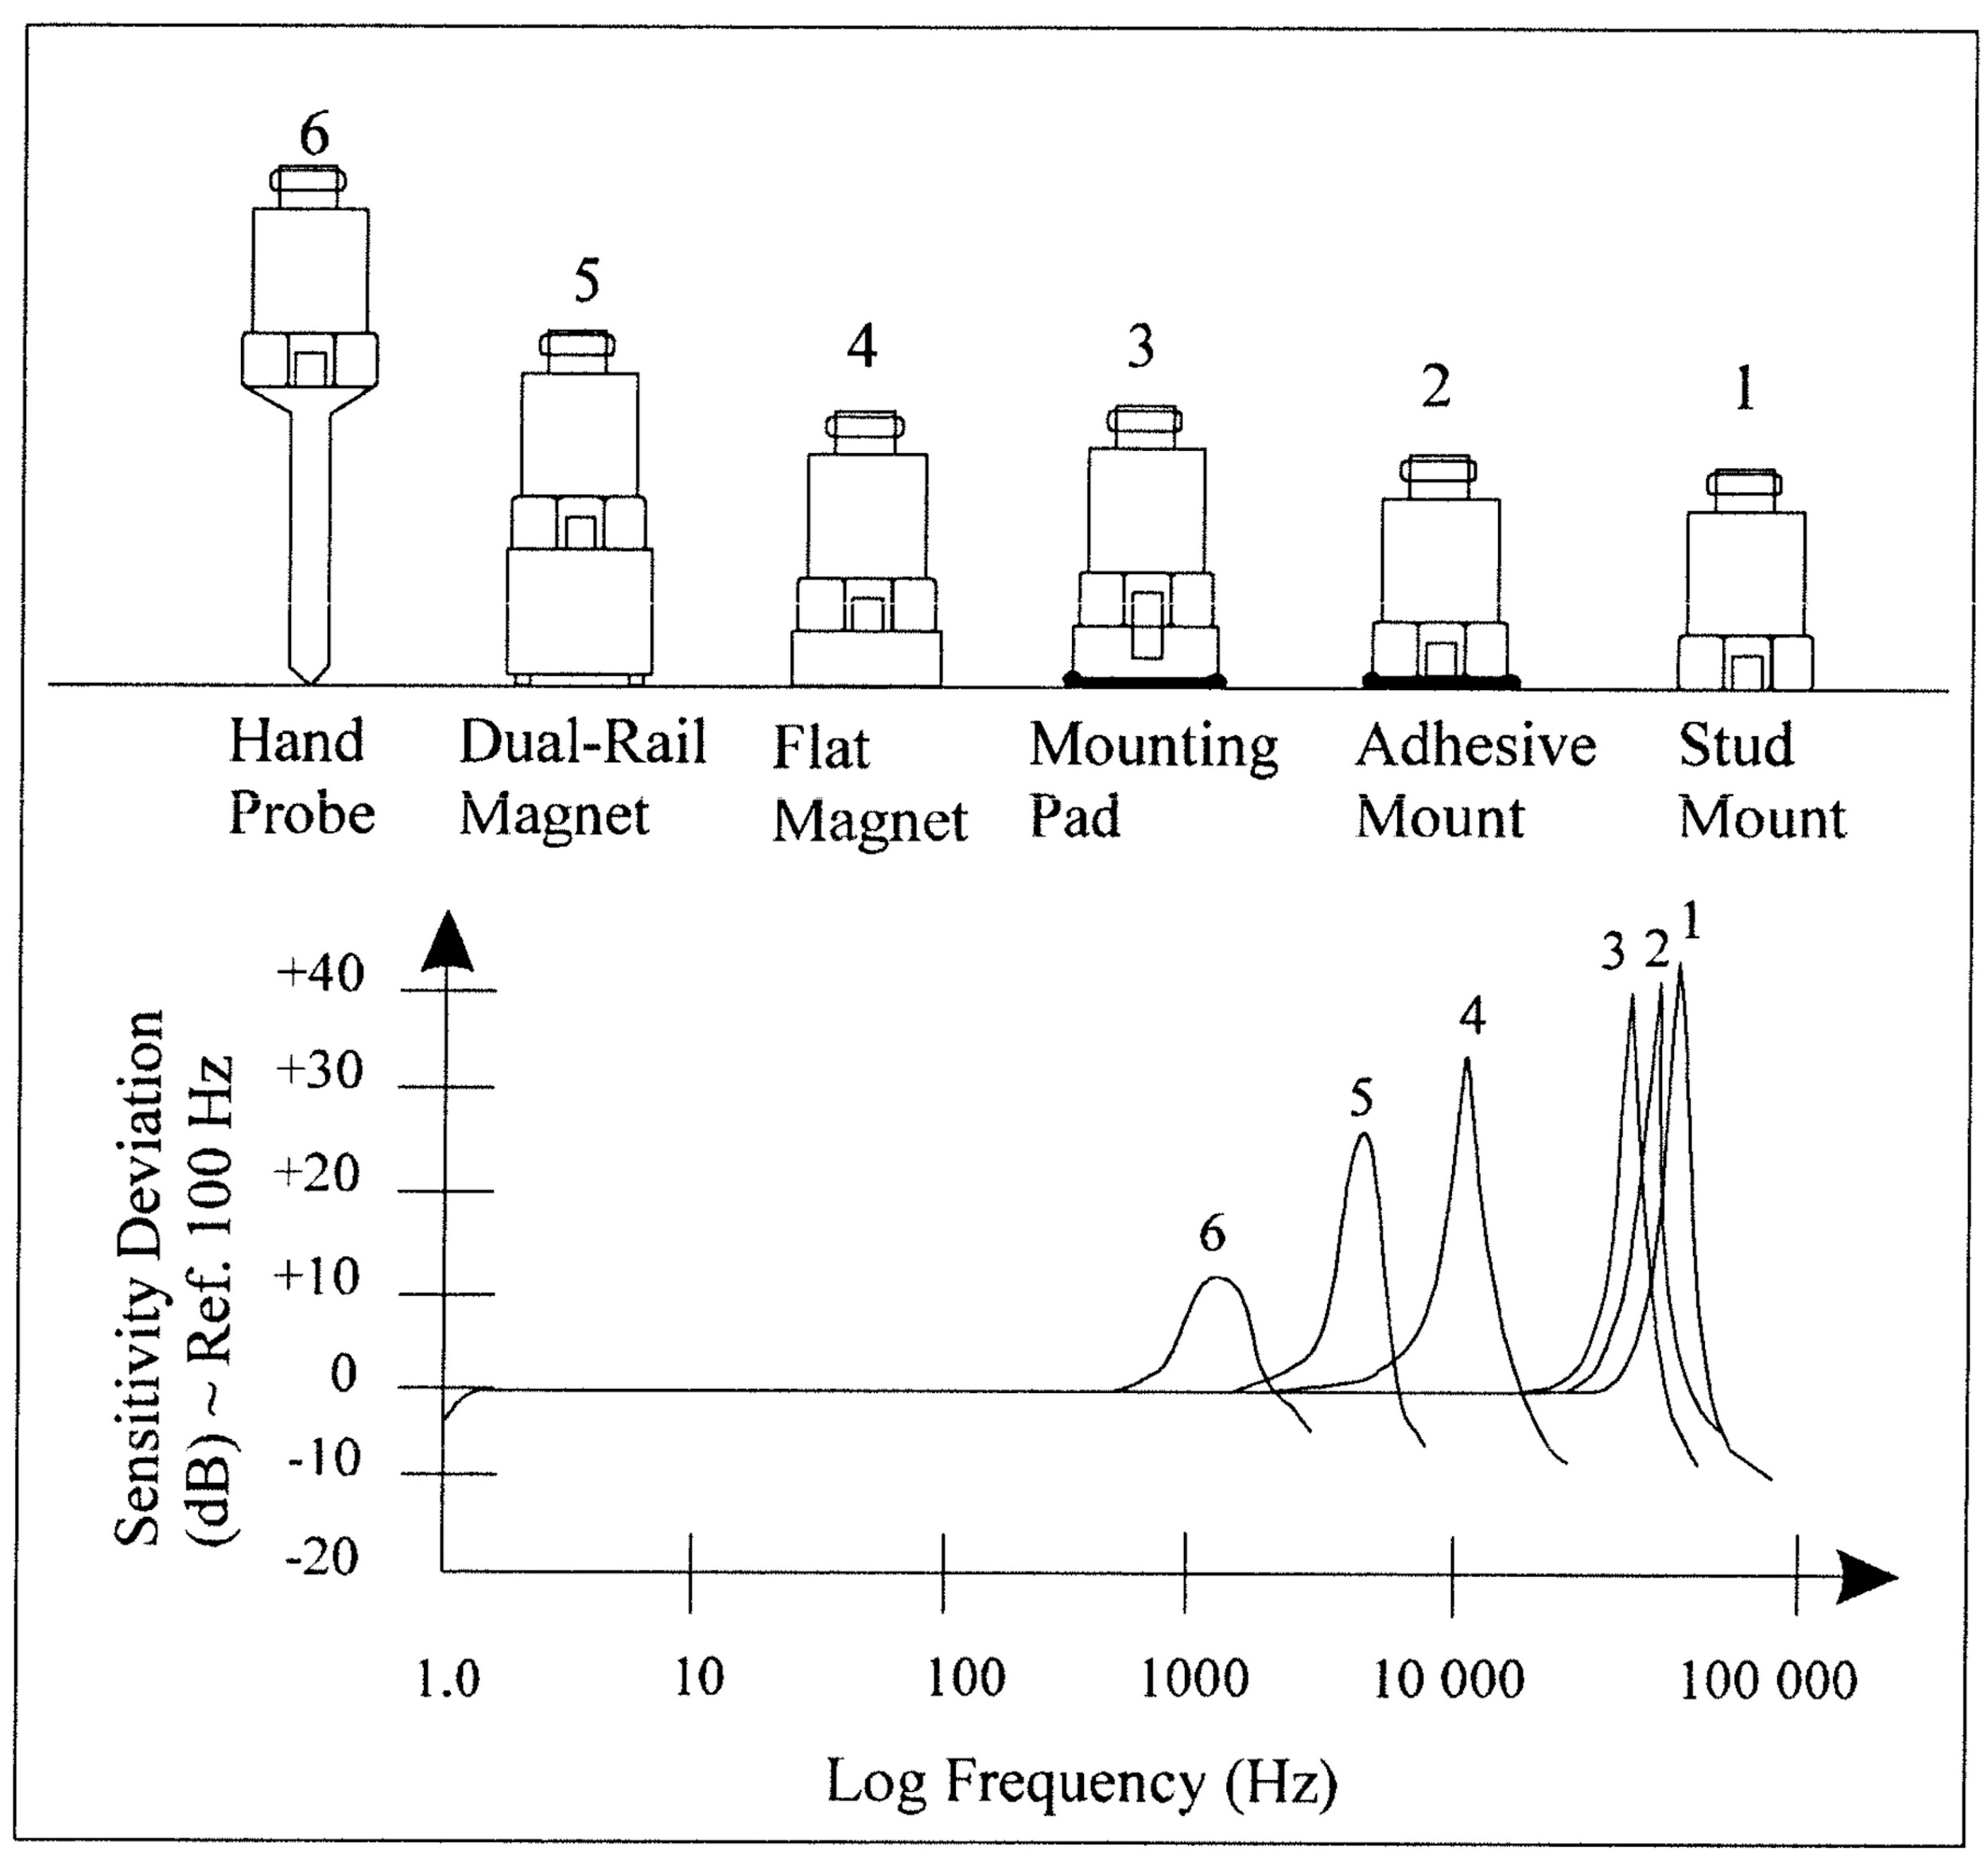 6
5
4
3
2
1
Hand
Probe
Dual-Rail
Magnet
Flat
Magnet
Mounting
Pad
Adhesive
Mount
Stud
Mount
Sensitivity Deviation
(dB) ~ Ref. 100 Hz
+40
+30
+20
+10
0
-10
-20
6
5
4
3
2
1
1.0
10
100
1000
10 000
100 000
Log Frequency (Hz)